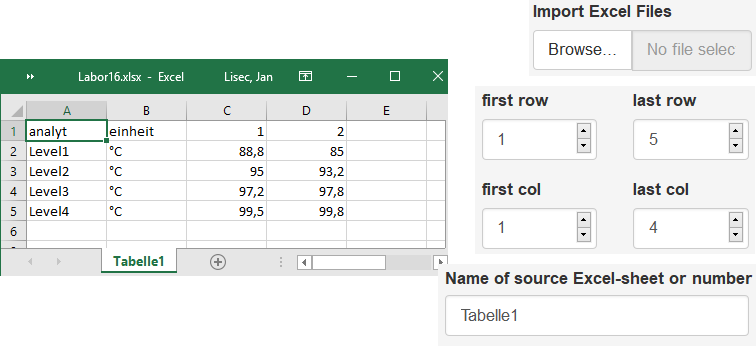 Import Excel Files
Browse... No file selec
Labor16.xlsx - Excel Lisec, Jan
first row last row
1 5
first col last col
1 4
A B C D E
1 analyt einheit 1 2
2 Level1 °C 88,8 85
3 Level2 °C 95 93,2
4 Level3 °C 97,2 97,8
5 Level4 °C 99,5 99,8
6
Tabelle1
Name of source Excel-sheet or number
Tabelle1